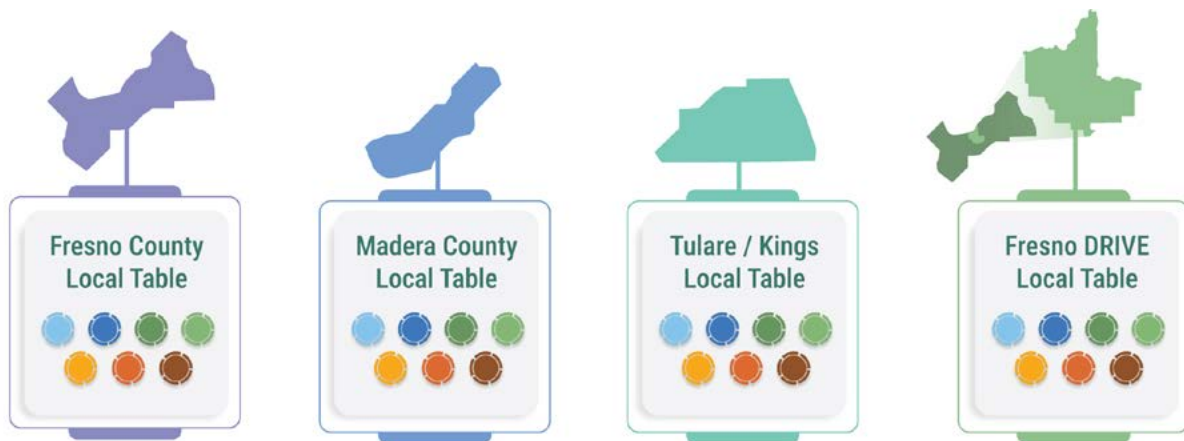 Fresno County
Local Table
Madera County
Local Table
Tulare / Kings
Local Table
Fresno DRIVE
Local Table